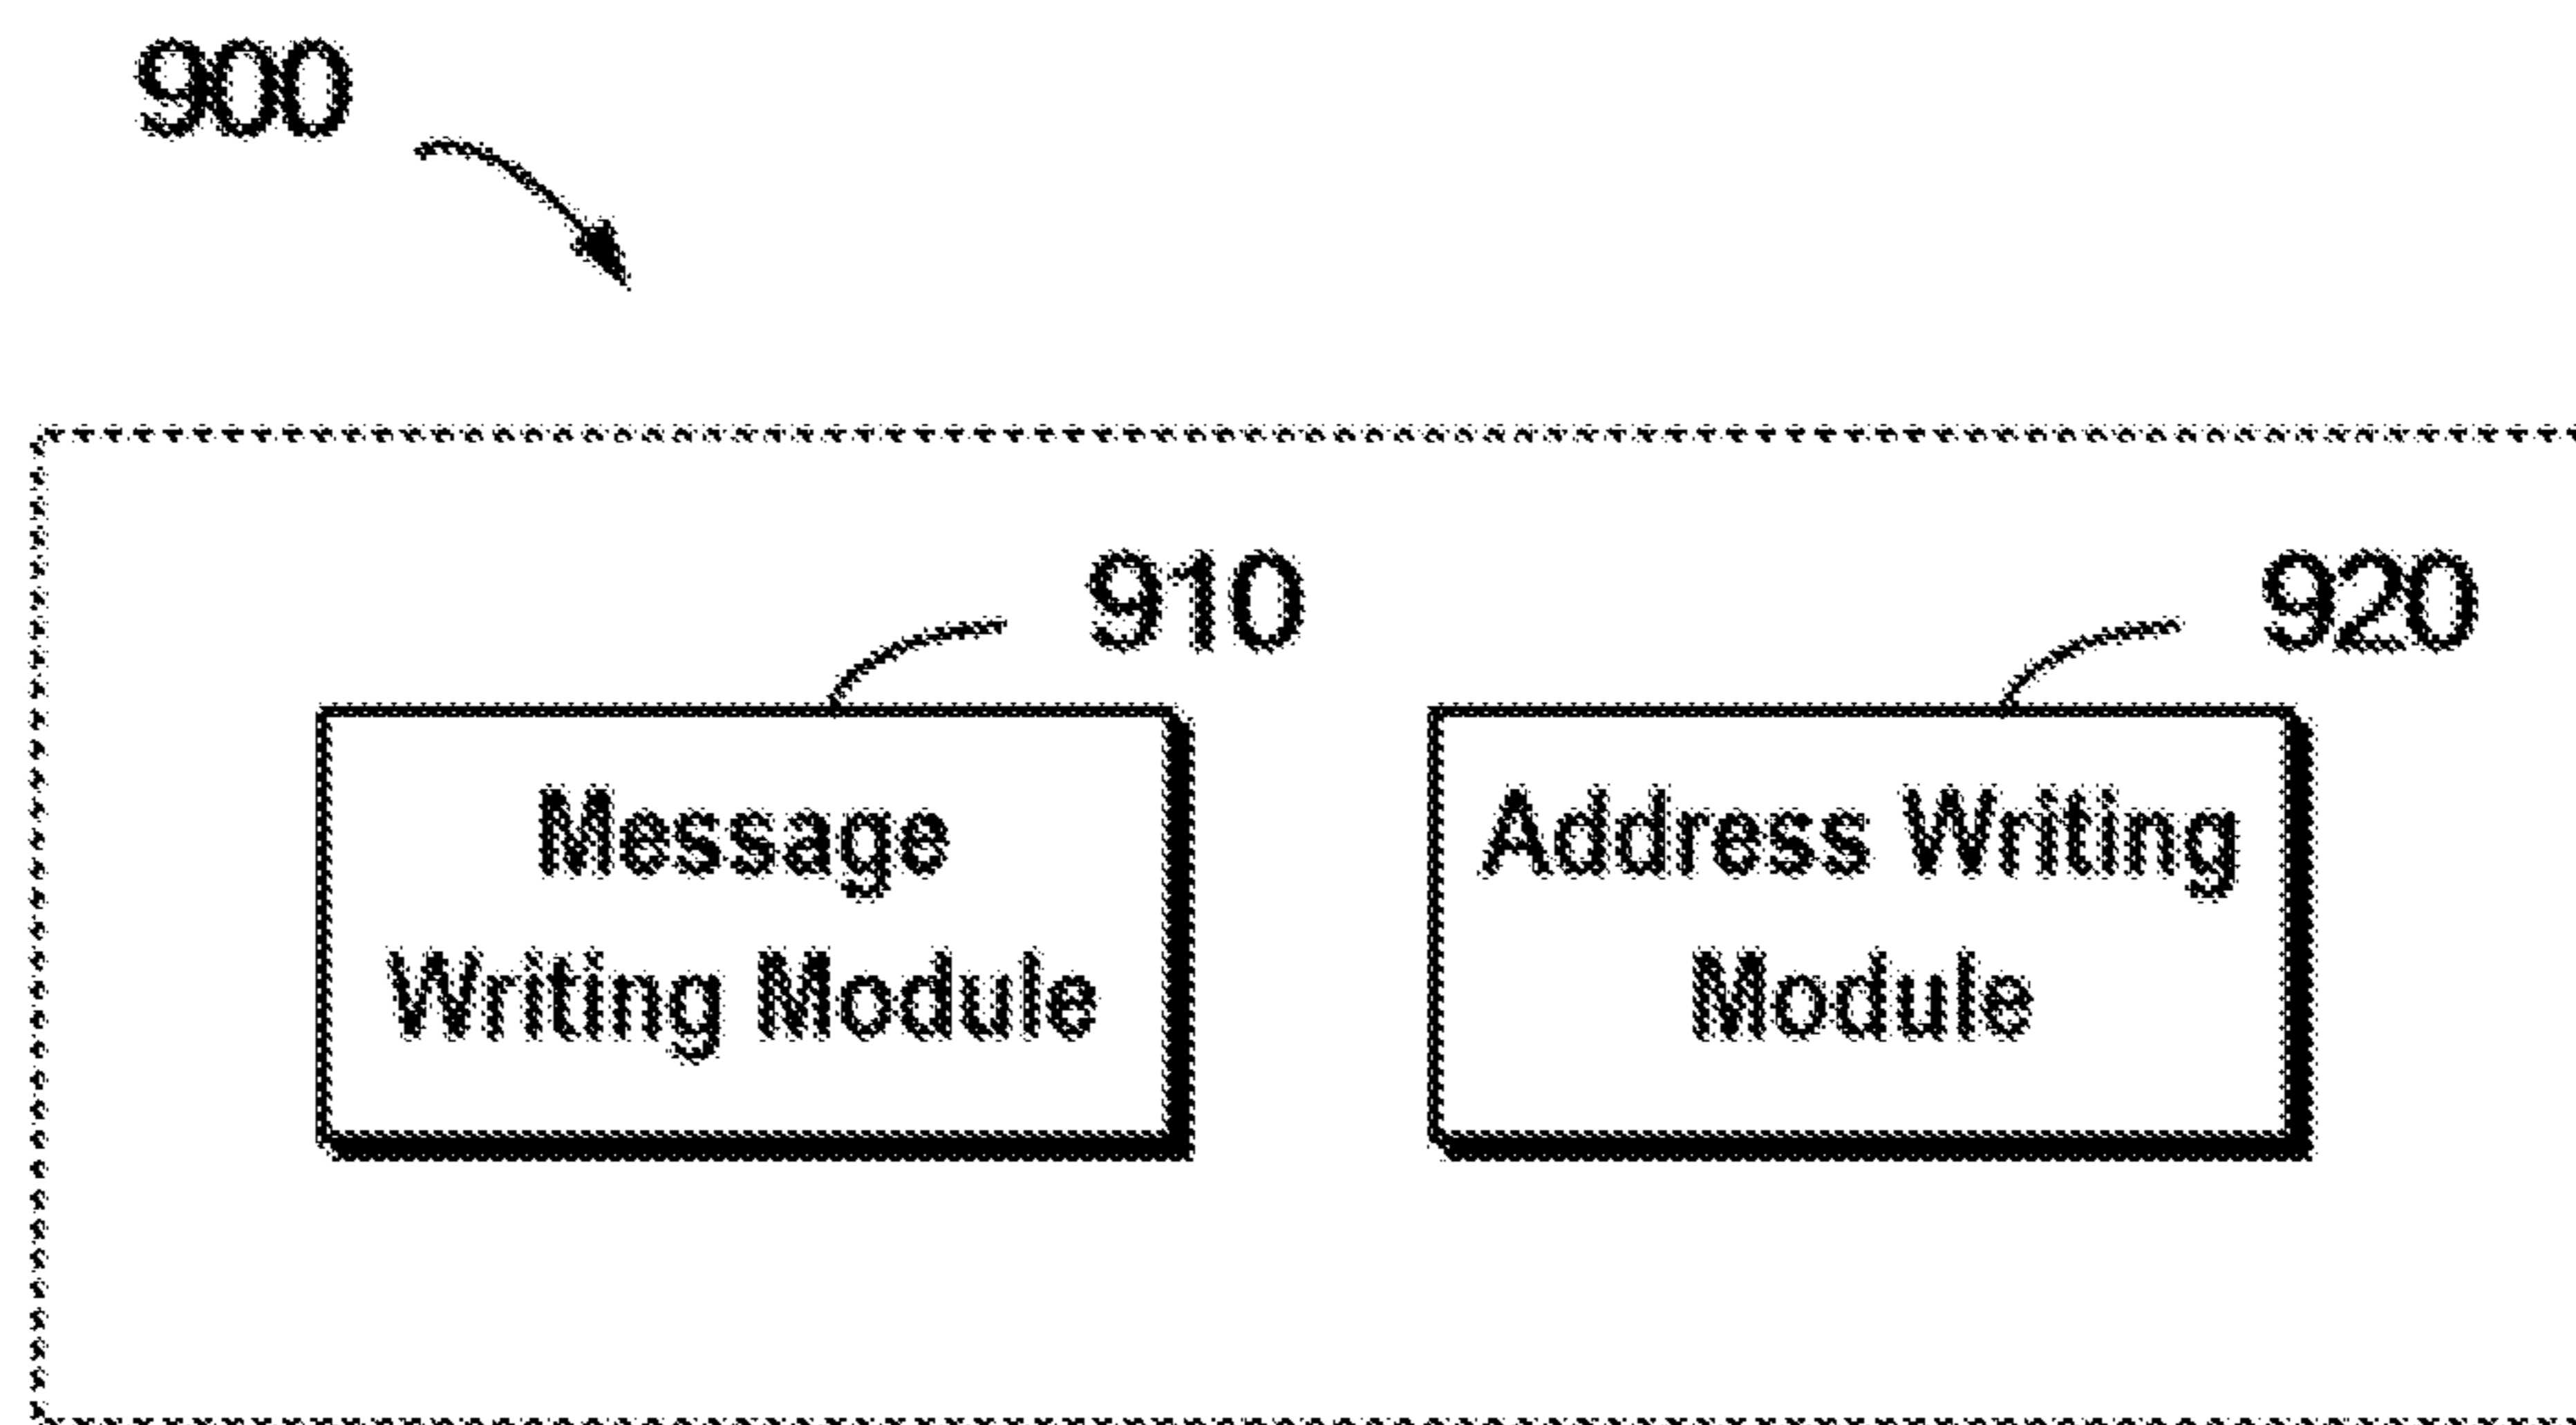 900
910
920
Message
Writing Module
Address Writing
Module